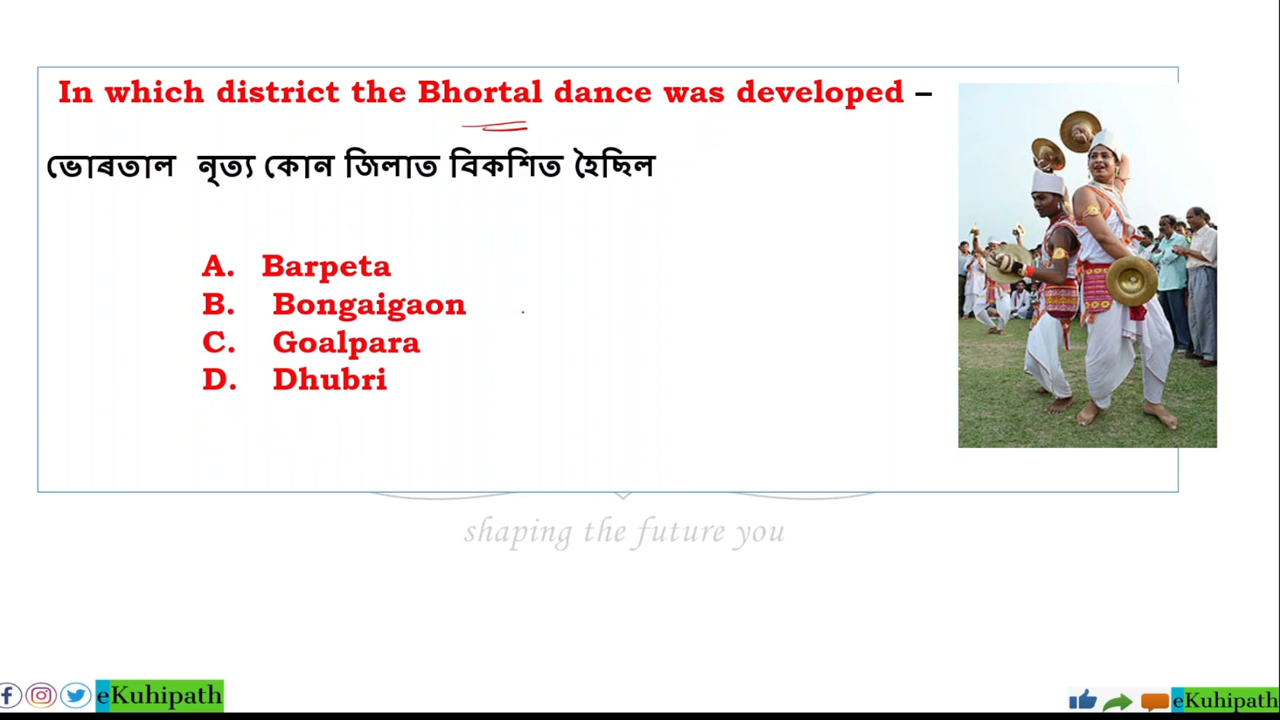 In which district the Bhortal dance was developed –
ভোৰতাল নৃত্য কোন জিলাত বিকশিত হৈছিল
A. Barpeta
B. Bongaigaon
C. Goalpara
D. Dhubri
shaping the future you
eKuhipath
eKuhipath